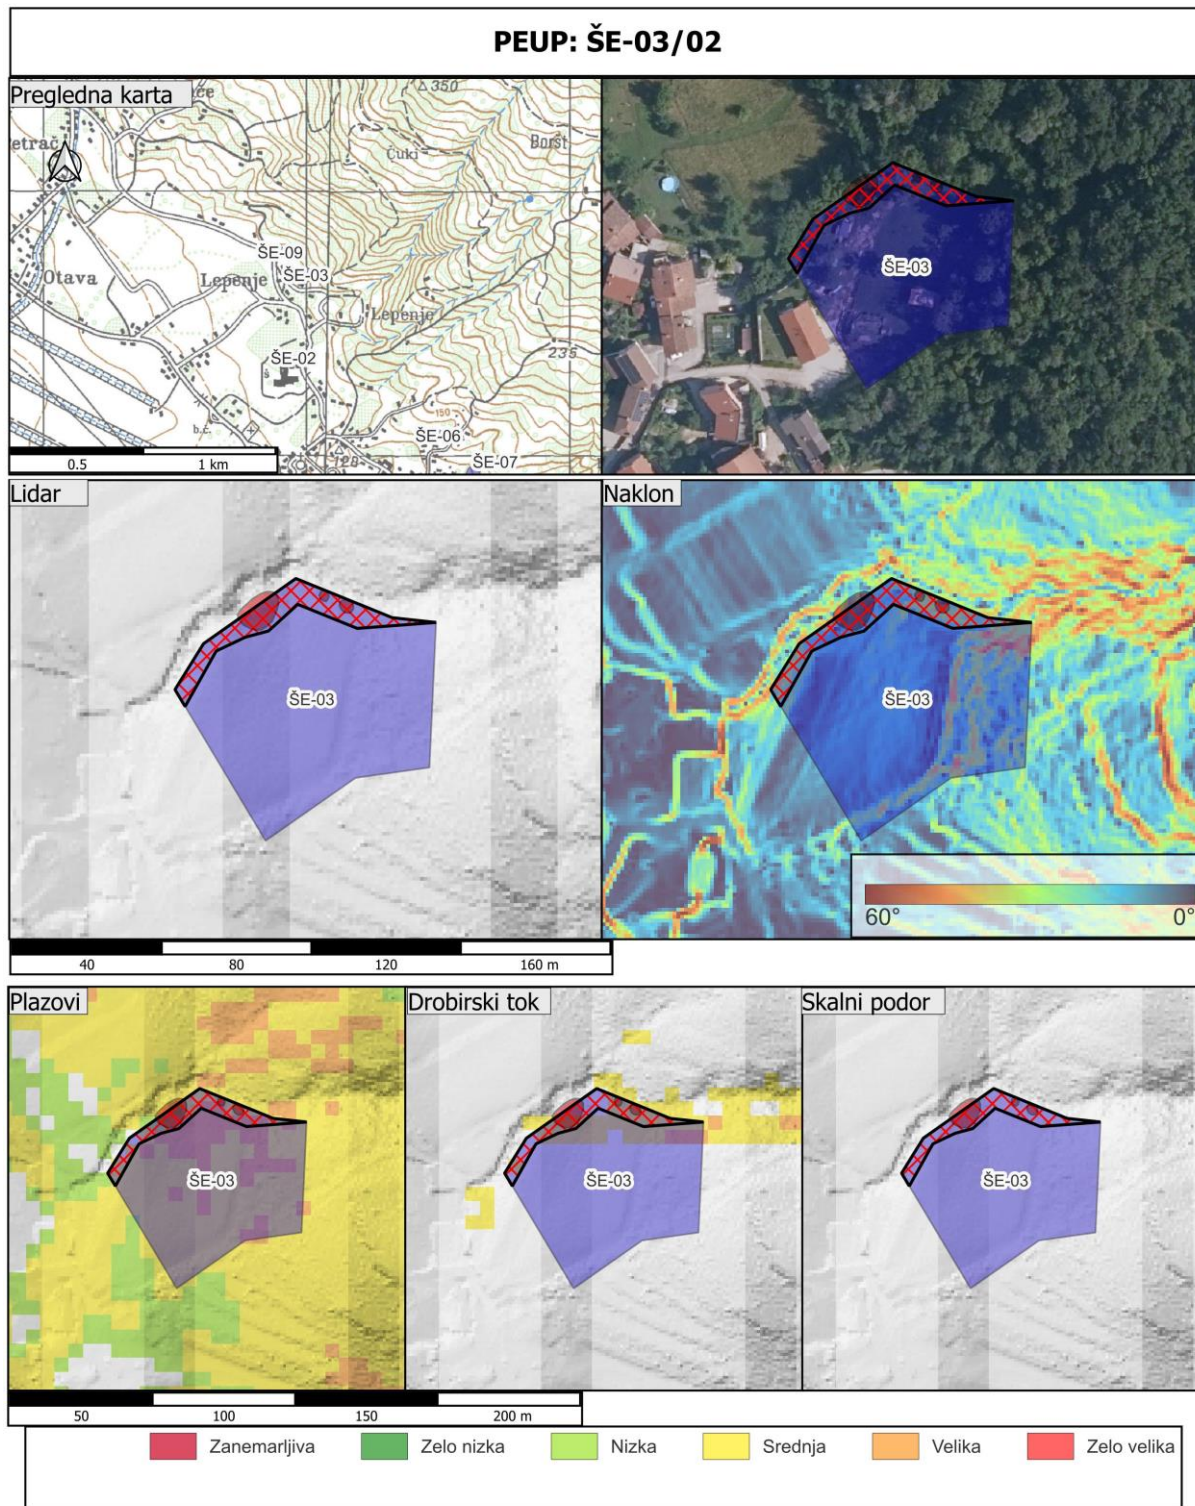 PEUP: ŠE-03/02
Pregledna karta
350
Čuki
Boršt
Otava
Lepenje
ŠE-09
ŠE-03
Lepenje
ŠE-02
235
150
b.č.
ŠE-06
120
ŠE-07
0.5 1 km
ŠE-03
Lidar
ŠE-03
Naklon
ŠE-03
60° 0°
40 80 120 160 m
Plazovi
ŠE-03
Drobirski tok
ŠE-03
Skalni podor
ŠE-03
50 100 150 200 m
Zanemarljiva Zelo nizka Nizka Srednja Velika Zelo velika